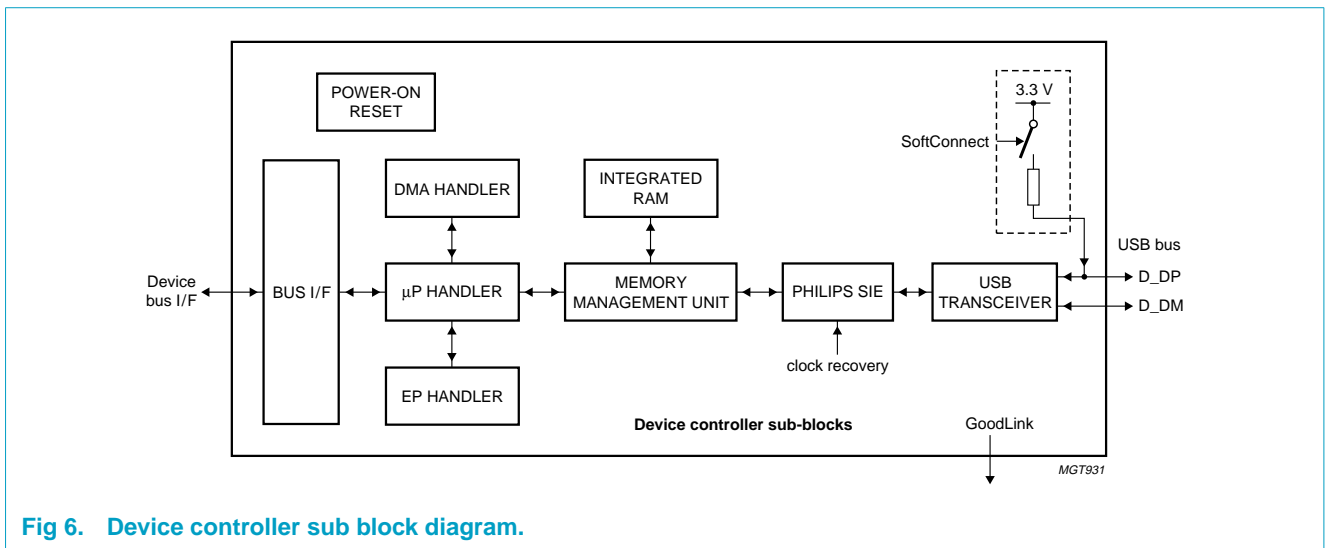 POWER-ON
RESET
3.3 V
SoftConnect
DMA HANDLER
INTEGRATED
RAM
USB bus
Device
bus I/F
BUS I/F
μP HANDLER
MEMORY
MANAGEMENT UNIT
PHILIPS SIE
USB
TRANSCEIVER
D_DP
D_DM
clock recovery
EP HANDLER
Device controller sub-blocks
GoodLink
MGT931
Fig 6. Device controller sub block diagram.